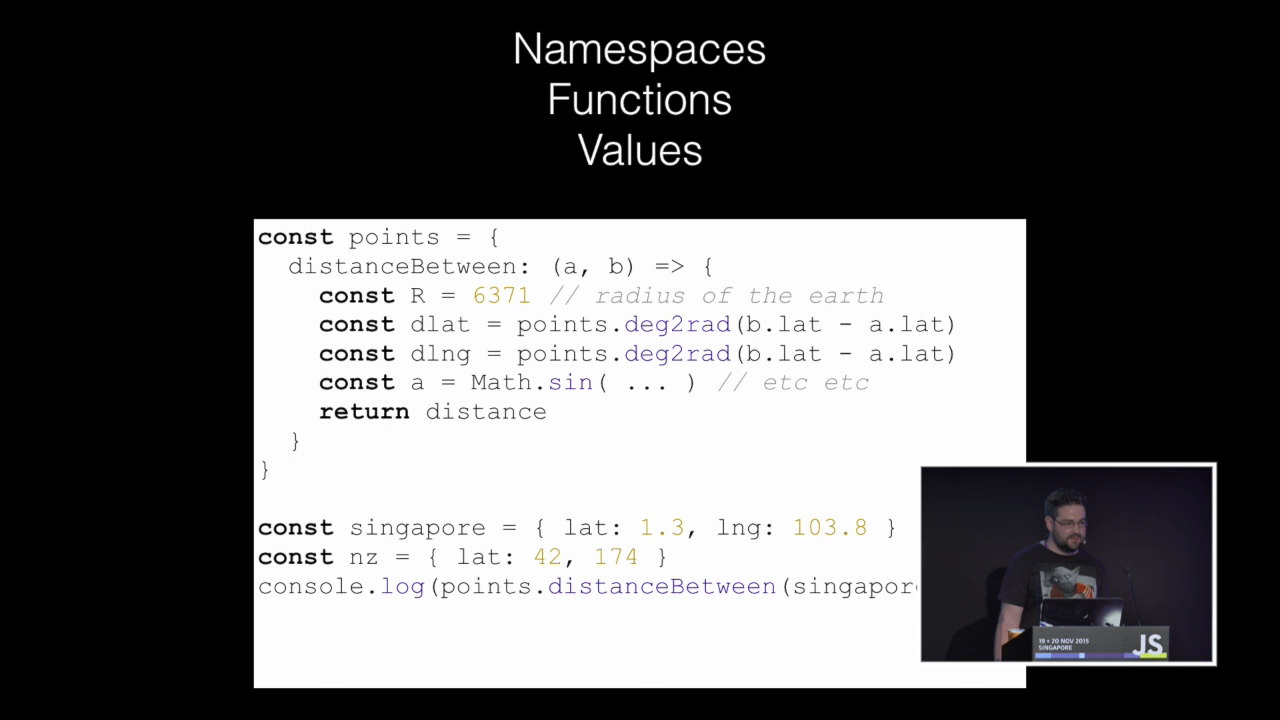 Namespaces
Functions
Values
const points = {
  distanceBetween: (a, b) => {
    const R = 6371 // radius of the earth
    const dlat = points.deg2rad(b.lat - a.lat)
    const dlng = points.deg2rad(b.lat - a.lat)
    const a = Math.sin( ... ) // etc etc
    return distance
  }
}
const singapore = { lat: 1.3, lng: 103.8 }
const nz = { lat: 42, 174 }
console.log(points.distanceBetween(singapor
19 + 20 NOV 2015
SINGAPORE
JS